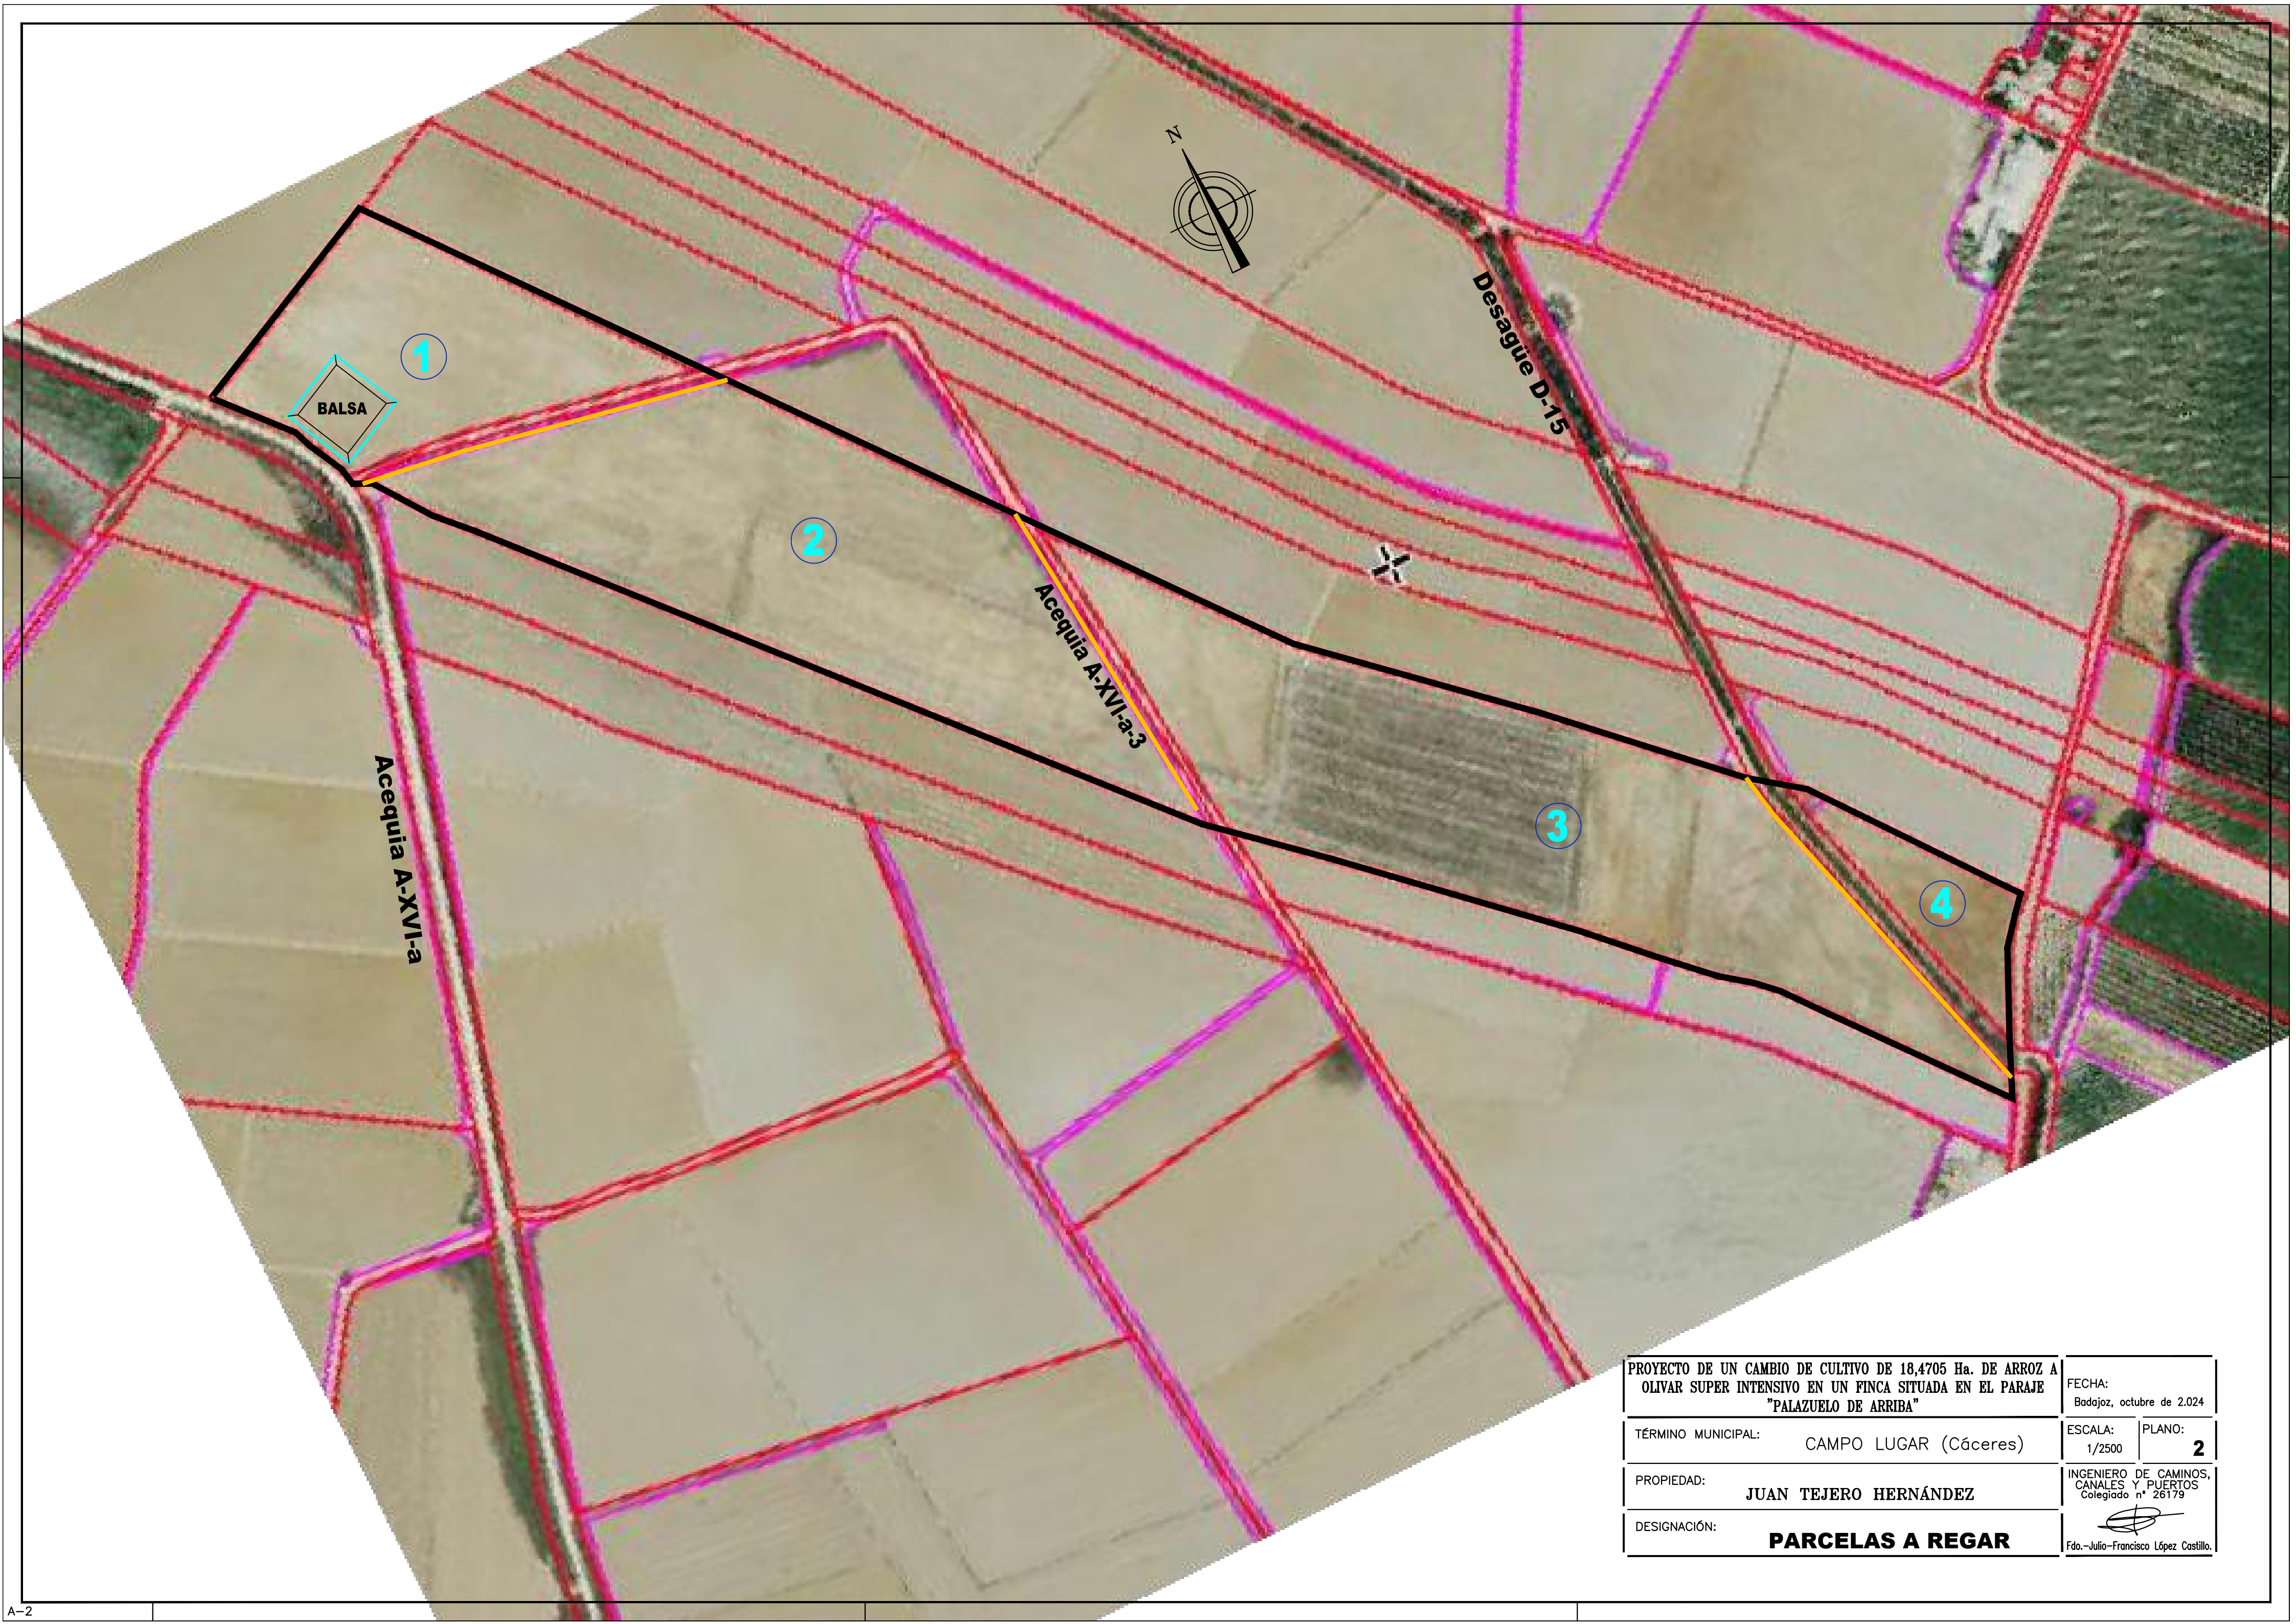 N
1
BALSA
2
3
4
Desagüe D-15
Acequia A-XVI-a-3
Acequia A-XVI-a
PROYECTO DE UN CAMBIO DE CULTIVO DE 18,4705 Ha. DE ARROZ A
OLIVAR SUPER INTENSIVO EN UN FINCA SITUADA EN EL PARAJE
"PALAZUELO DE ARRIBA"
FECHA:
Badajoz, octubre de 2.024
TÉRMINO MUNICIPAL: CAMPO LUGAR (Cáceres)
ESCALA:
1/2500
PLANO:
2
PROPIEDAD:
JUAN TEJERO HERNÁNDEZ
INGENIERO DE CAMINOS,
CANALES Y PUERTOS
Colegiado nº 26179
DESIGNACIÓN:
PARCELAS A REGAR
Fdo.-Julio-Francisco López Castillo.
A-2